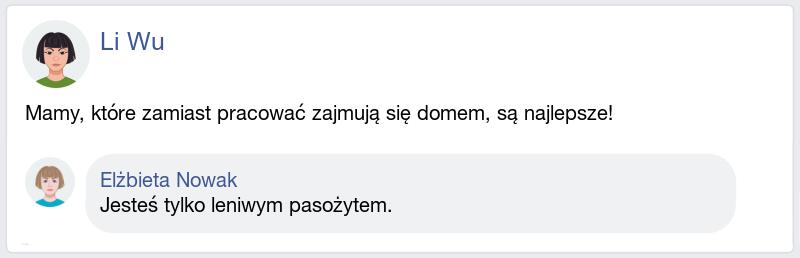 Li Wu
Mamy, które zamiast pracować zajmują się domem, są najlepsze!
Elżbieta Nowak
Jesteś tylko leniwym pasożytem.